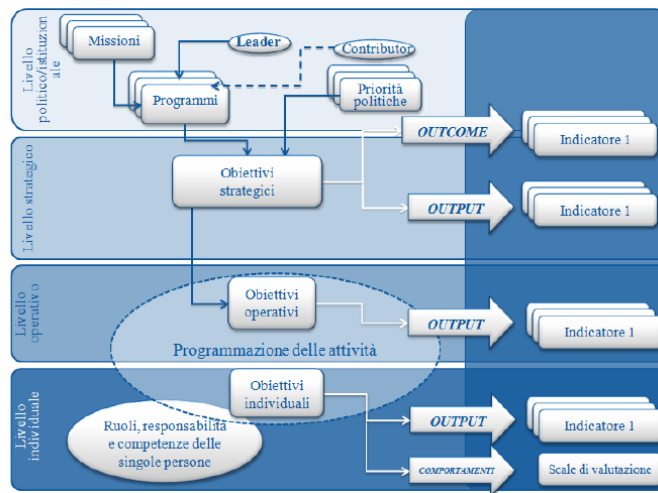 Livello
politico/istituzion
ale
Missioni
Leader
Contributor
Programmi
Priorità
politiche
OUTCOME
Indicatore 1
Livello strategico
Obiettivi
strategici
OUTPUT
Indicatore 1
Livello
operativo
Obiettivi
operativi
OUTPUT
Indicatore 1
Programmazione delle attività
Livello
individuale
Obiettivi
individuali
Ruoli, responsabilità
e competenze delle
singole persone
OUTPUT
Indicatore 1
COMPORTAMENTI
Scale di valutazione